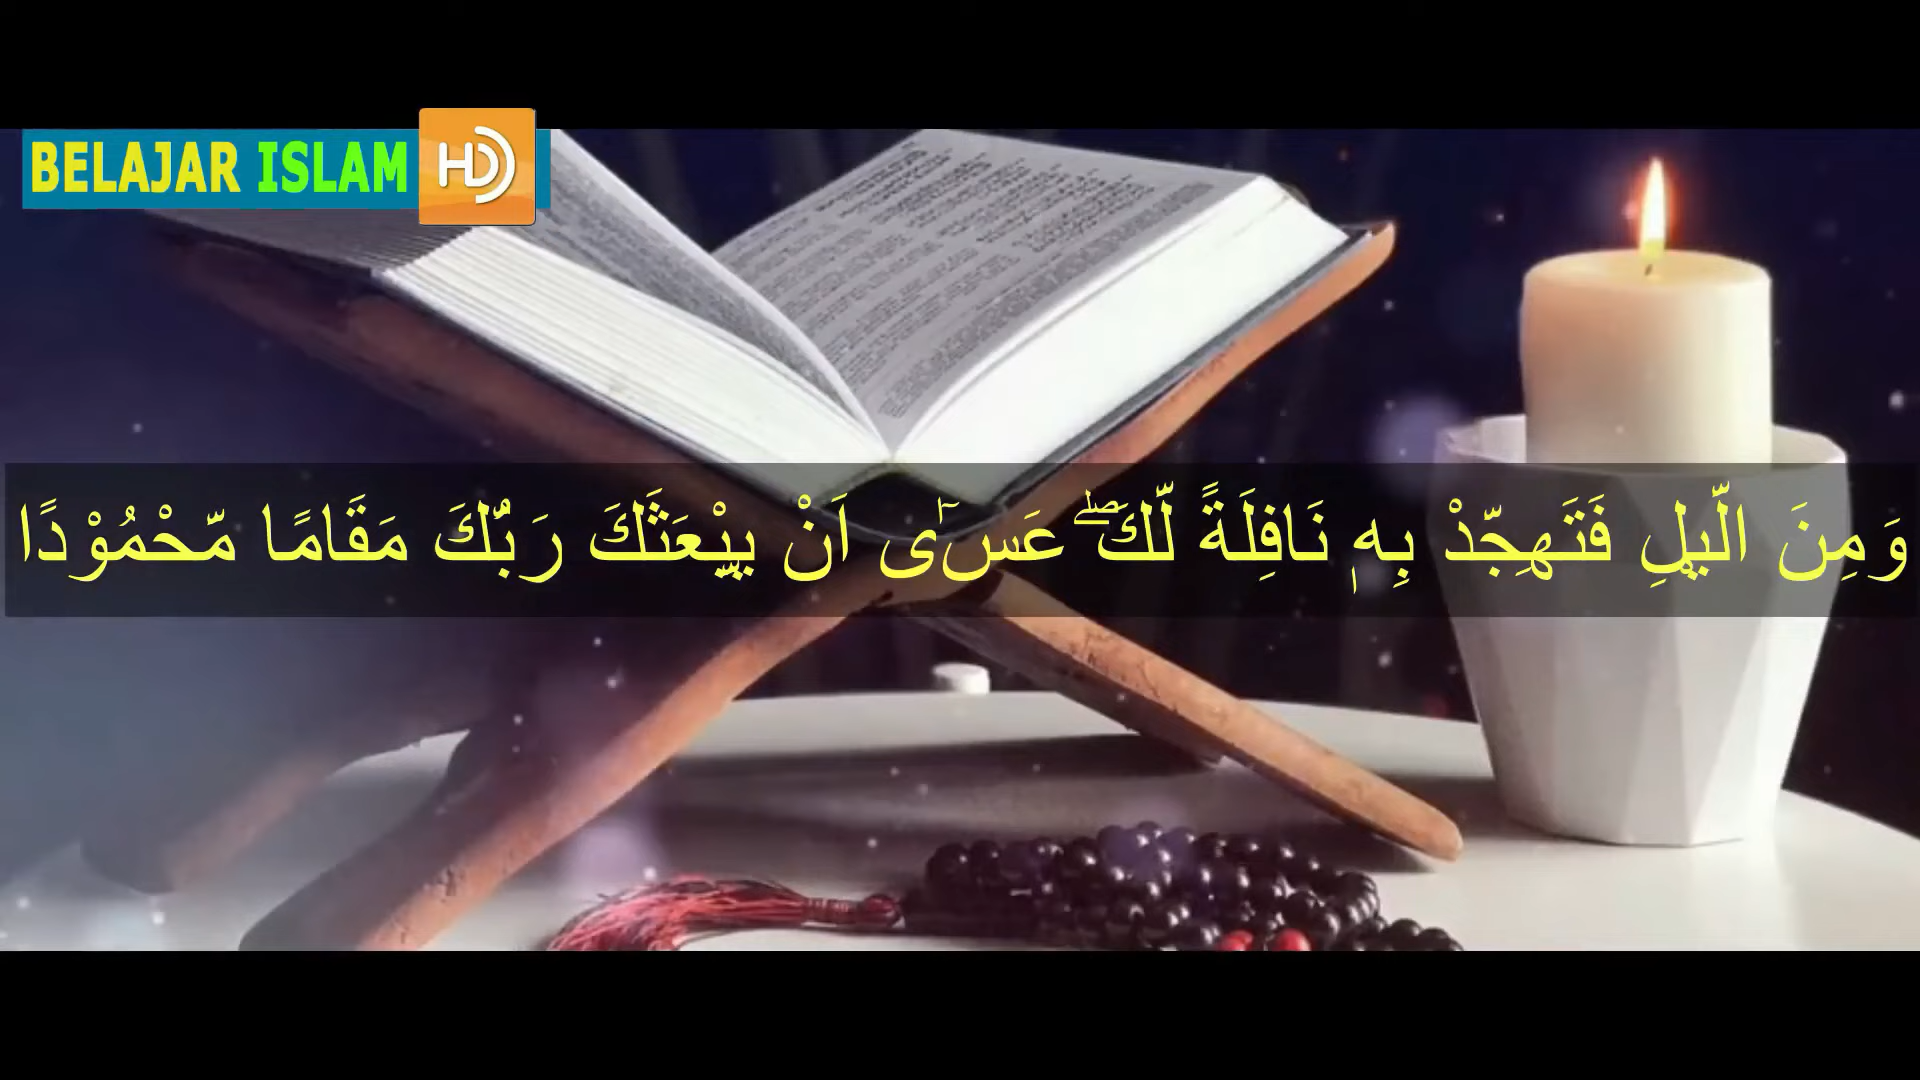 BELAJAR ISLAM HD
وَمِنَ الَّيْلِ فَتَهَجَّدْ بِهٖ نَافِلَةً لَّكَۖ عَسٰٓى اَنْ يَّبْعَثَكَ رَبُّكَ مَقَامًا مَّحْمُوْدًا